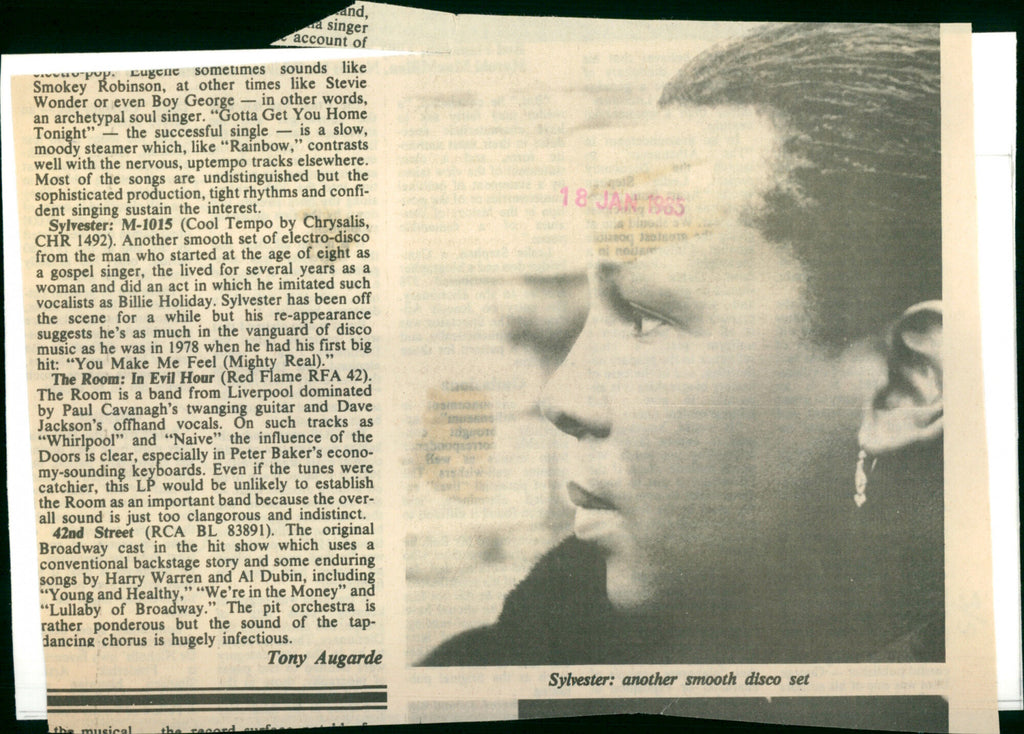 and,
a singer
account of
electro-pop. Eugene sometimes sounds like
Smokey Robinson, at other times like Stevie
Wonder or even Boy George — in other words,
an archetypal soul singer. “Gotta Get You Home
Tonight” — the successful single — is a slow,
moody steamer which, like “Rainbow,” contrasts
well with the nervous, uptempo tracks elsewhere.
Most of the songs are undistinguished but the
sophisticated production, tight rhythms and confi-
dent singing sustain the interest.
Sylvester: M-1015 (Cool Tempo by Chrysalis,
CHR 1492). Another smooth set of electro-disco
from the man who started at the age of eight as
a gospel singer, the lived for several years as a
woman and did an act in which he imitated such
vocalists as Billie Holiday. Sylvester has been off
the scene for a while but his re-appearance
suggests he’s as much in the vanguard of disco
music as he was in 1978 when he had his first big
hit: “You Make Me Feel (Mighty Real).”
The Room: In Evil Hour (Red Flame RFA 42).
The Room is a band from Liverpool dominated
by Paul Cavanagh’s twanging guitar and Dave
Jackson’s offhand vocals. On such tracks as
“Whirlpool” and “Naive” the influence of the
Doors is clear, especially in Peter Baker’s econo-
my-sounding keyboards. Even if the tunes were
catchier, this LP would be unlikely to establish
the Room as an important band because the over-
all sound is just too clangorous and indistinct.
42nd Street (RCA BL 83891). The original
Broadway cast in the hit show which uses a
conventional backstage story and some enduring
songs by Harry Warren and Al Dubin, including
“Young and Healthy,” “We’re in the Money” and
“Lullaby of Broadway.” The pit orchestra is
rather ponderous but the sound of the tap-
dancing chorus is hugely infectious.
Tony Augarde
the musical the record
18 JAN 1985
Sylvester: another smooth disco set